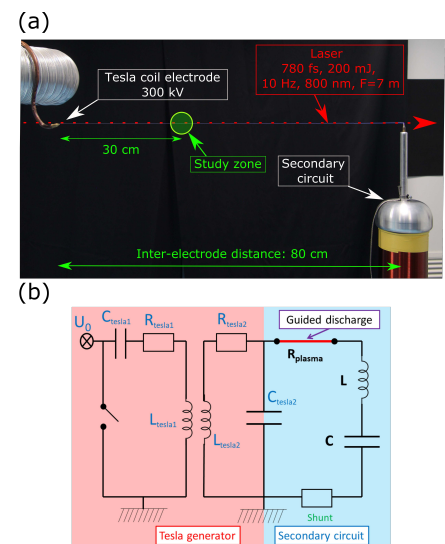 (a)
Laser
780 fs, 200 mJ,
10 Hz, 800 nm, F=7 m
Tesla coil electrode
300 kV
30 cm
Study zone
Secondary
circuit
Inter-electrode distance: 80 cm
(b)
U0
Ctesla1
Rtesla1
Rtesla2
Guided discharge
Rplasma
L
Ltesla1
Ltesla2
Ctesla2
C
Shunt
Tesla generator
Secondary circuit